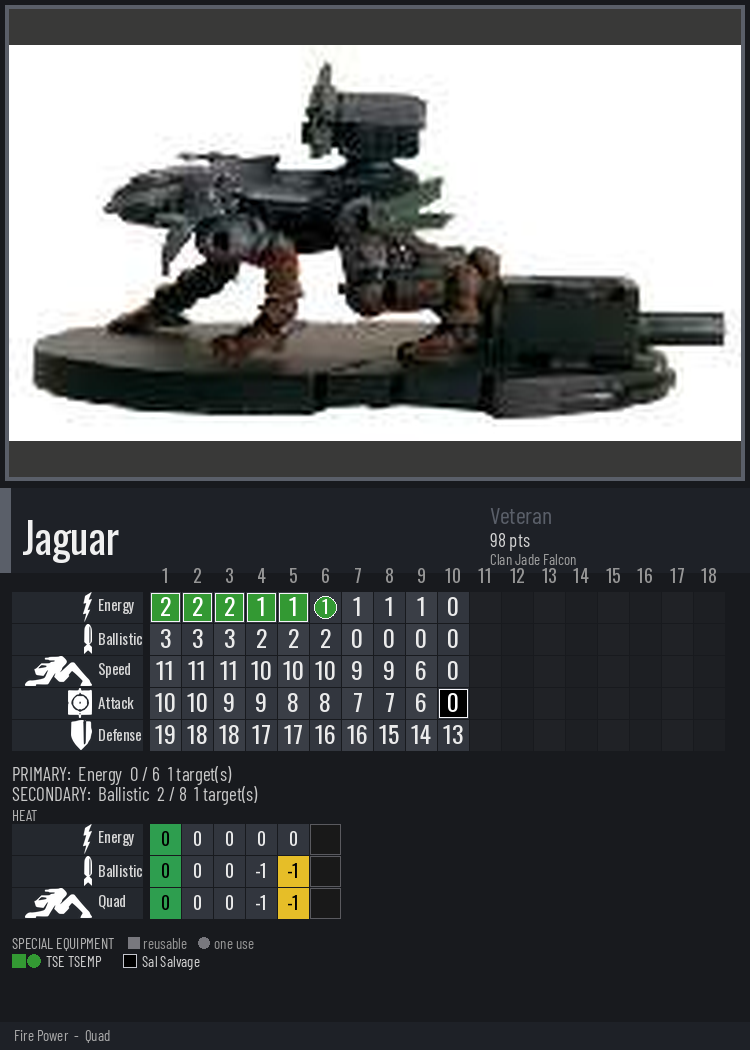 Jaguar
Veteran
98 pts
Clan Jade Falcon
1 2 3 4 5 6 7 8 9 10 11 12 13 14 15 16 17 18
Energy 2 2 2 1 1 1 1 1 1 0
Ballistic 3 3 3 2 2 2 0 0 0 0
Speed 11 11 11 10 10 10 9 9 6 0
Attack 10 10 9 9 8 8 7 7 6 0
Defense 19 18 18 17 17 16 16 15 14 13
PRIMARY: Energy 0 / 6 1 target(s)
SECONDARY: Ballistic 2 / 8 1 target(s)
HEAT
Energy 0 0 0 0 0
Ballistic 0 0 0 -1 -1
Quad 0 0 0 -1 -1
SPECIAL EQUIPMENT reusable one use
TSE TSEMP Sal Salvage
Fire Power - Quad